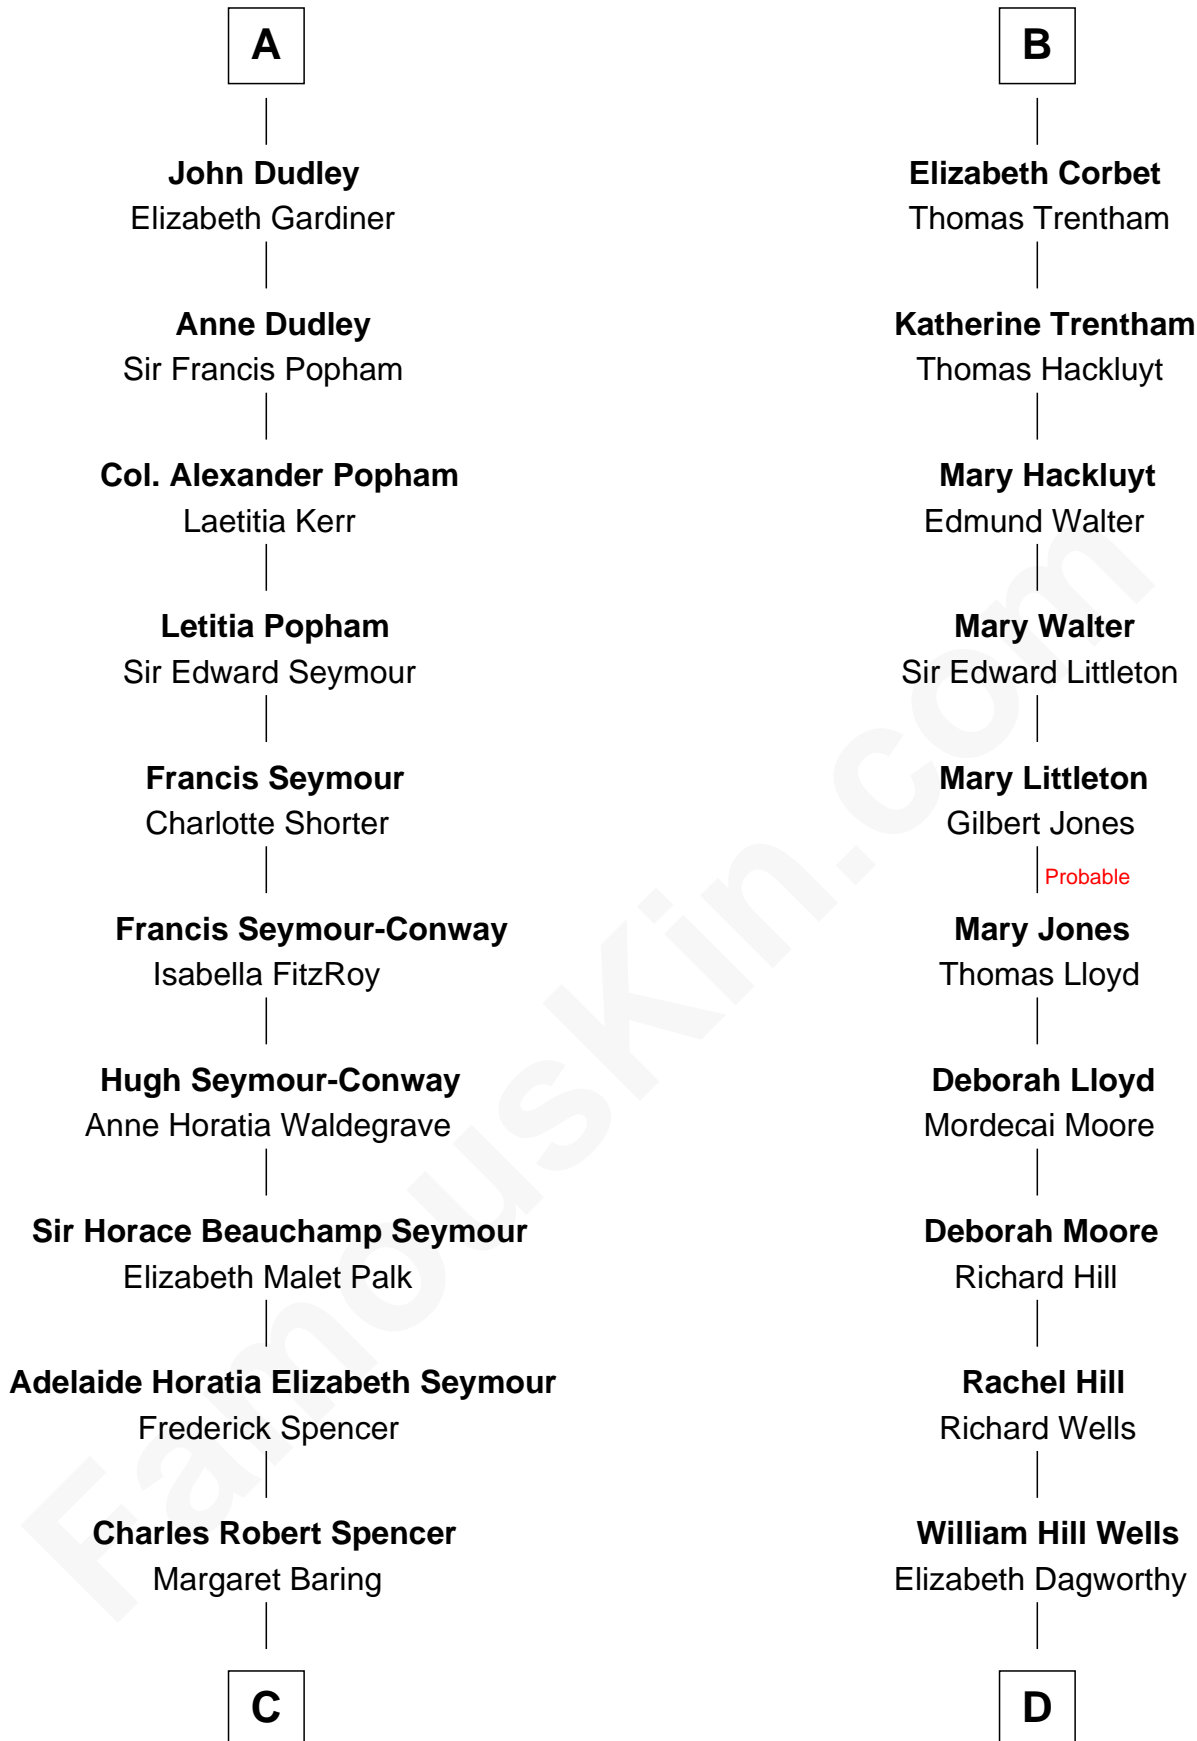 A
John Dudley
Elizabeth Gardiner
Anne Dudley
Sir Francis Popham
Col. Alexander Popham
Laetitia Kerr
Letitia Popham
Sir Edward Seymour
Francis Seymour
Charlotte Shorter
Francis Seymour-Conway
Isabella FitzRoy
Hugh Seymour-Conway
Anne Horatia Waldegrave
Sir Horace Beauchamp Seymour
Elizabeth Malet Palk
Adelaide Horatia Elizabeth Seymour
Frederick Spencer
Charles Robert Spencer
Margaret Baring
C
B
Elizabeth Corbet
Thomas Trentham
Katherine Trentham
Thomas Hackluyt
Mary Hackluyt
Edmund Walter
Mary Walter
Sir Edward Littleton
Mary Littleton
Gilbert Jones
Probable
Mary Jones
Thomas Lloyd
Deborah Lloyd
Mordecai Moore
Deborah Moore
Richard Hill
Rachel Hill
Richard Wells
William Hill Wells
Elizabeth Dagworthy
D
FamousKin.com